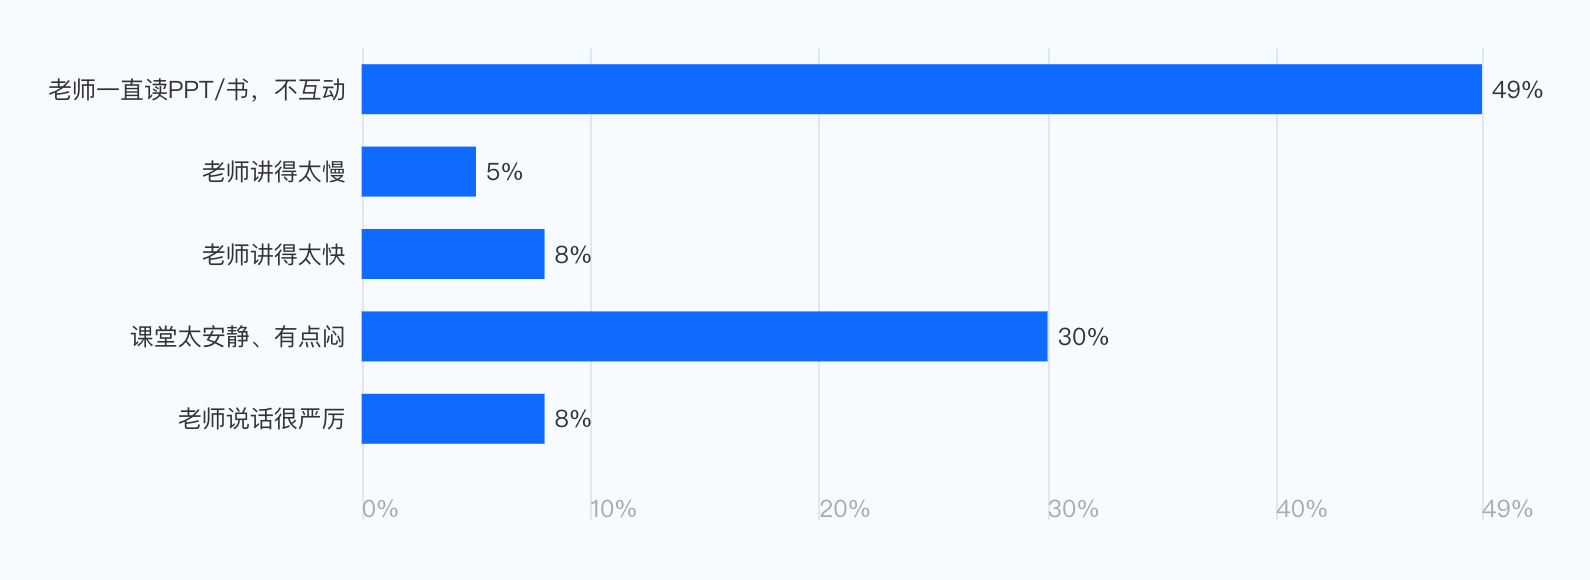 老师一直读PPT/书，不互动 49%
老师讲得太慢 5%
老师讲得太快 8%
课堂太安静、有点闷 30%
老师说话很严厉 8%
0% 10% 20% 30% 40% 49%